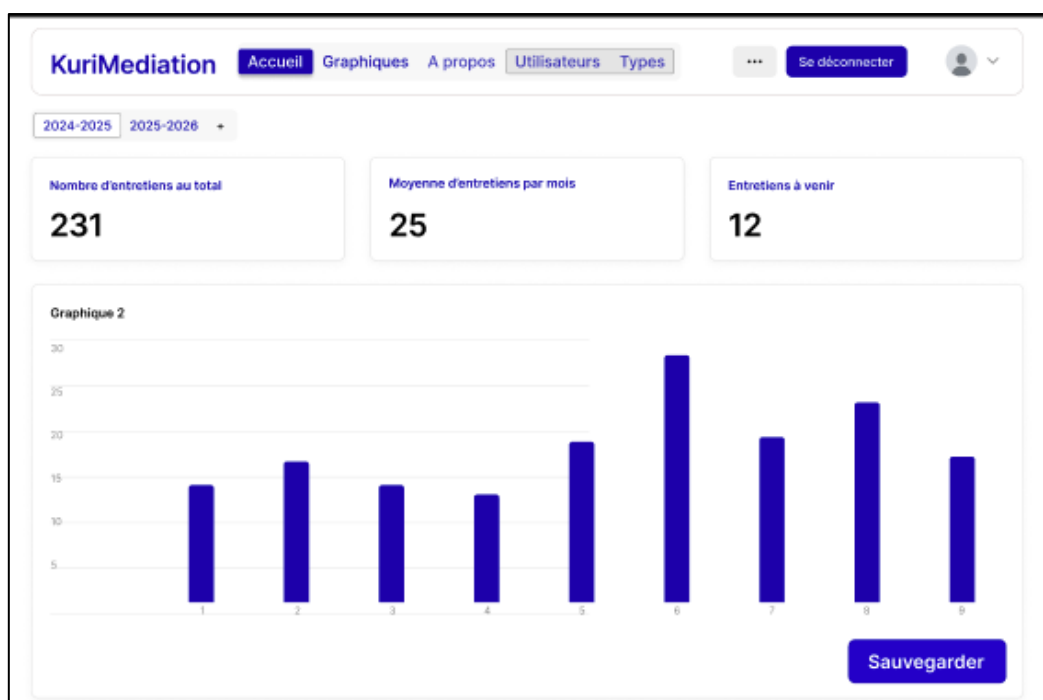 KuriMediation Accueil Graphiques A propos Utilisateurs Types ... Se déconnecter
2024-2025 2025-2026 +
Nombre d'entretiens au total Moyenne d'entretiens par mois Entretiens à venir
231 25 12
Graphique 2
30
25
20
15
10
5
1 2 3 4 5 6 7 8 9
Sauvegarder